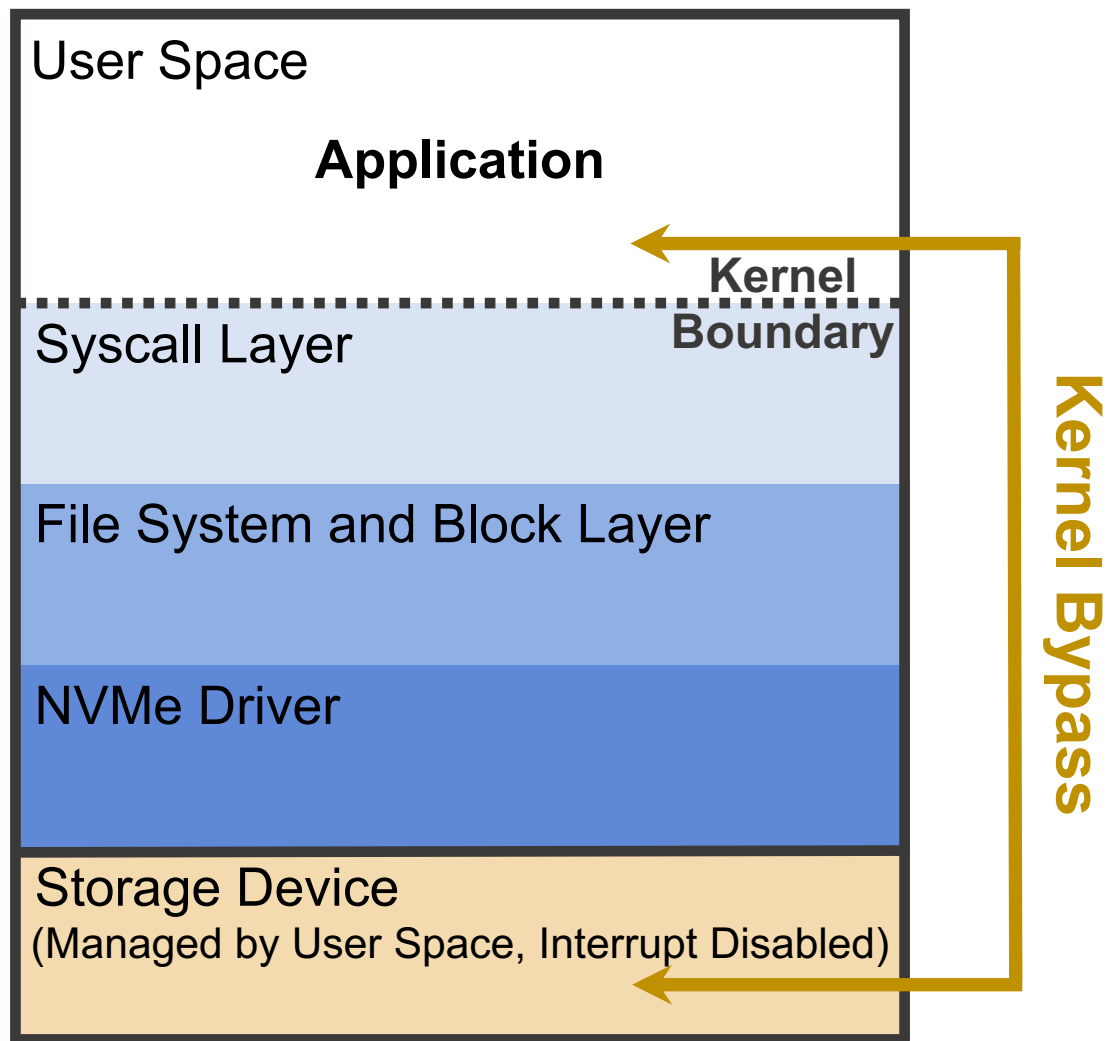 User Space
Application
Kernel
Boundary
Syscall Layer
File System and Block Layer
NVMe Driver
Storage Device
(Managed by User Space, Interrupt Disabled)
Kernel Bypass